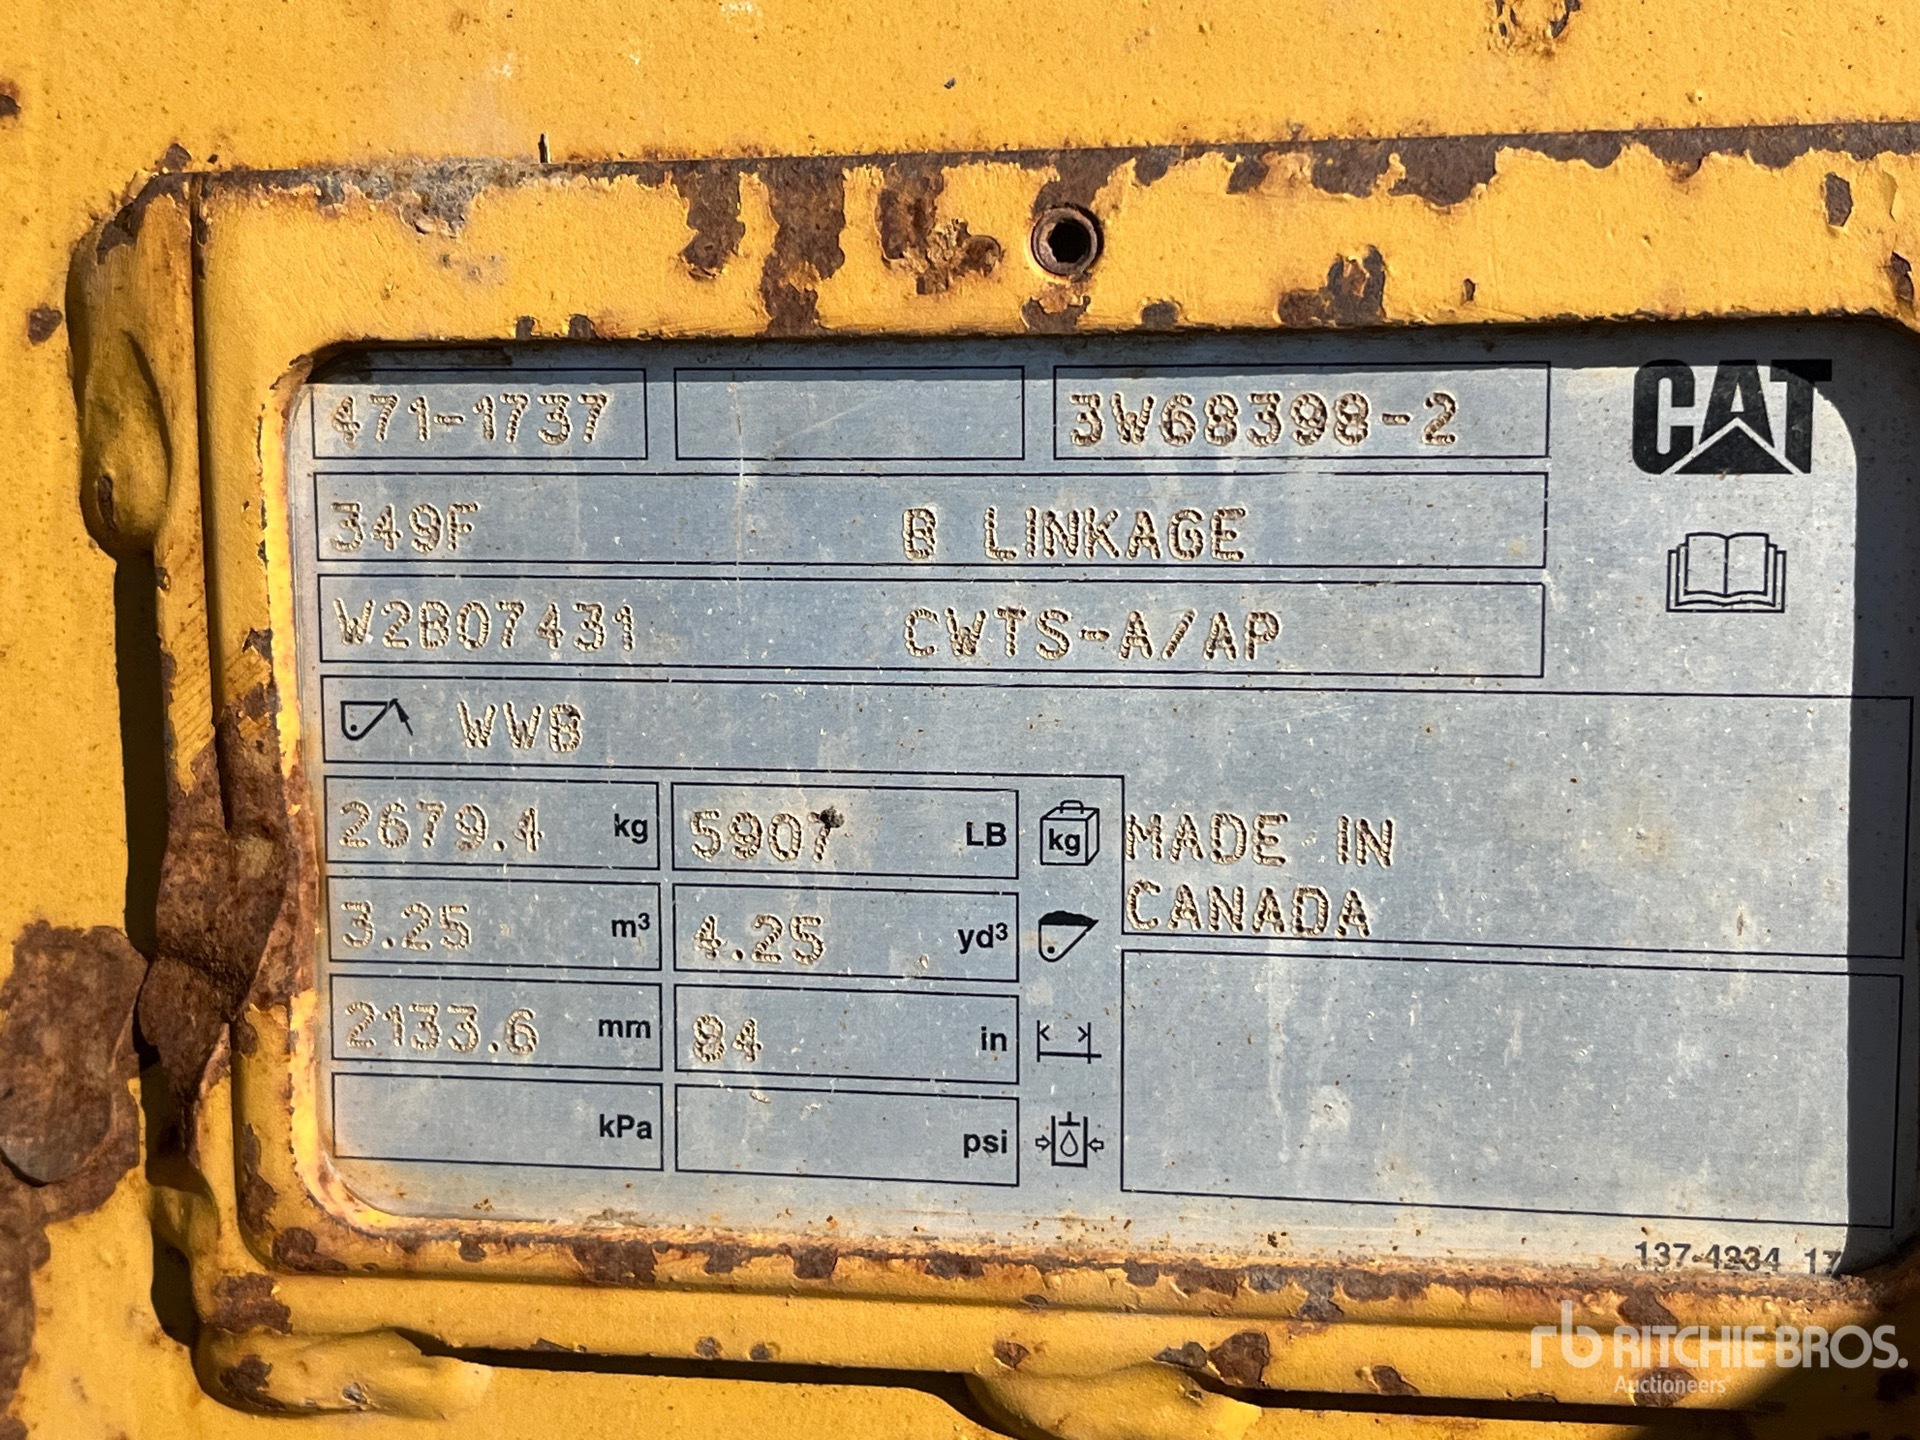 471-1737 3W68398-2 CAT
349F B LINKAGE
W2B07431 CWTS-A/AP
WWB
2679.4 kg 5907 LB kg
MADE IN
CANADA
3.25 m³ 4.25 yd³
2133.6 mm 84 in
kPa psi
137-4234 17
rb RITCHIE BROS.
Auctioneers